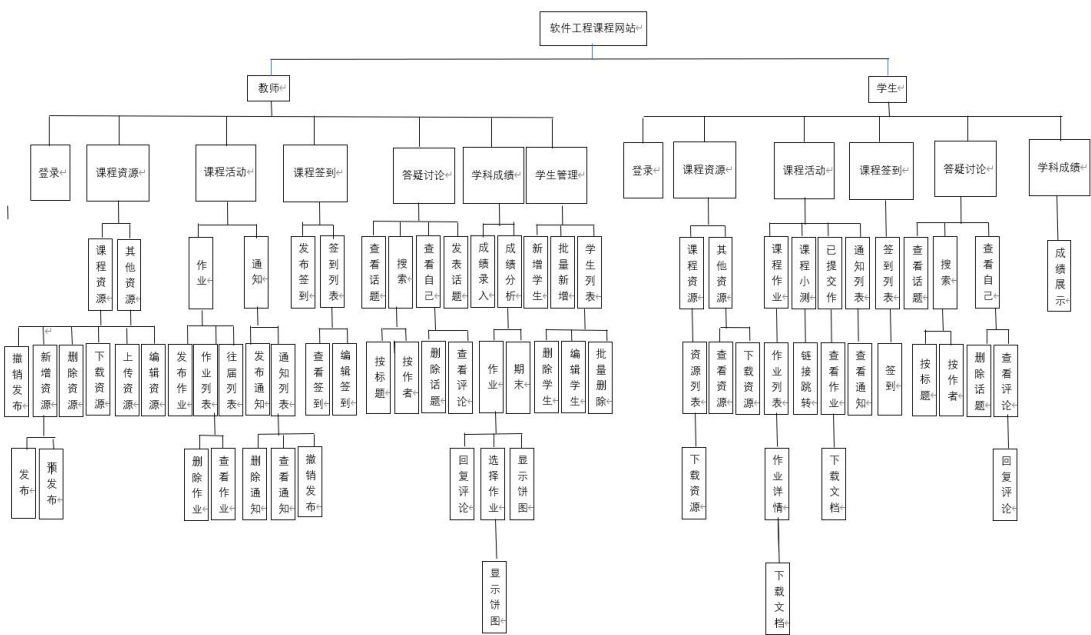 软件工程课程网站
教师
学生
登录
课程资源
课程活动
课程签到
答疑讨论
学科成绩
学生管理
登录
课程资源
课程活动
课程签到
答疑讨论
学科成绩
课程资源
其他资源
作业
通知
发布签到
签到列表
查看话题
搜索
查看自己
发表话题
成绩录入
成绩分析
新增学生
批量新增
学生列表
课程资源
其他资源
课程作业
课程小测
已提交作
通知列表
签到列表
查看话题
搜索
查看自己
成绩展示
撤销发布
新增资源
删除资源
下载资源
上传资源
编辑资源
发布作业
作业列表
往届列表
发布通知
通知列表
查看签到
编辑签到
按标题
按作者
删除话题
查看评论
作业
期末
删除学生
编辑学生
批量删除
资源列表
查看资源
下载资源
作业列表
链接跳转
查看作业
查看通知
签到
按标题
按作者
删除话题
查看评论
发布
预发布
删除作业
查看作业
删除通知
查看通知
撤销发布
回复评论
选择作业
显示饼图
下载资源
作业详情
下载文档
回复评论
显示饼图
下载文档